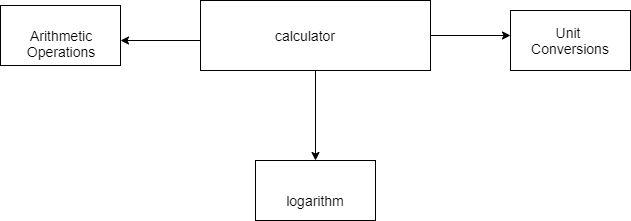 Arithmetic
Operations
calculator
Unit
Conversions
logarithm